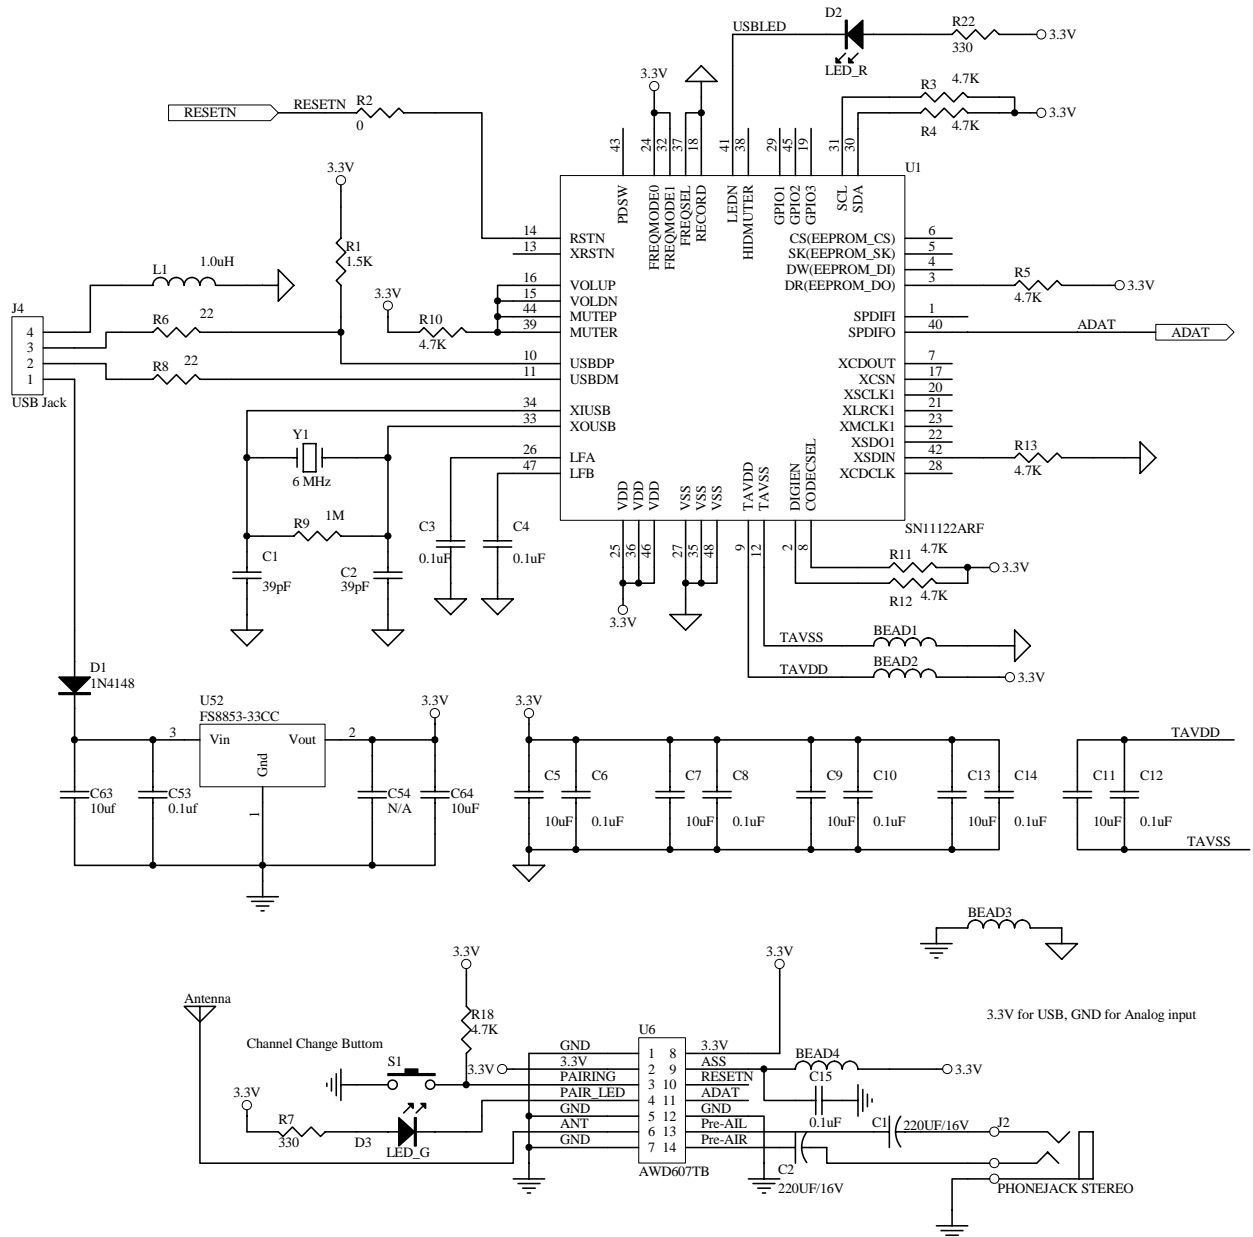 D2
USBLED
LED_R
R22
330
3.3V
R3
4.7K
R4
4.7K
3.3V
RESETN
RESETN
R2
0
3.3V
43
24
32
37
18
41
38
29
45
19
31
30
U1
PDSW
FREQMODE0
FREQMODE1
FREQSEL
RECORD
LEDN
HIDMUTER
GPIO1
GPIO2
GPIO3
SCL
SDA
14 RSTN
13 XRSTN
16 VOLUP
15 VOLDN
44 MUTEP
39 MUTER
10 USBDP
11 USBDM
34 XIUSB
33 XOUSB
26 LFA
47 LFB
CS(EEPROM_CS) 6
SK(EEPROM_SK) 5
DW(EEPROM_DI) 4
DR(EEPROM_DO) 3
SPDIFI 1
SPDIFO 40
XCDOUT 7
XCSN 17
XSCLK1 20
XLRCK1 21
XMCLK1 23
XSDO1 22
XSDIN 42
XCDCLK 28
VDD
VDD
VDD
VSS
VSS
VSS
TAVDD
TAVSS
DIGIEN
CODECSEL
25
36
46
27
35
48
9
12
2
8
SN11122ARF
3.3V
R1
1.5K
L1
1.0uH
J4
4
3
2
1
USB Jack
R6
22
R8
22
3.3V
R10
4.7K
R5
4.7K
3.3V
ADAT
ADAT
R13
4.7K
Y1
6 MHz
R9
1M
C1
39pF
C2
39pF
C3
0.1uF
C4
0.1uF
3.3V
R11
4.7K
R12
4.7K
3.3V
TAVSS
BEAD1
TAVDD
BEAD2
3.3V
D1
1N4148
U52
FS8853-33CC
3 Vin
Vout 2
Gnd
1
3.3V
C63
10uf
C53
0.1uf
C54
N/A
C64
10uF
3.3V
C5
10uF
C6
0.1uF
C7
10uF
C8
0.1uF
C9
10uF
C10
0.1uF
C13
10uF
C14
0.1uF
C11
10uF
C12
0.1uF
TAVDD
TAVSS
BEAD3
3.3V for USB, GND for Analog input
Antenna
Channel Change Buttom
3.3V
R18
4.7K
S1
3.3V
R7
330
D3
LED_G
3.3V
U6
GND 1
3.3V 2
PAIRING 3
PAIR_LED 4
GND 5
ANT 6
GND 7
8 3.3V
9 ASS
10 RESETN
11 ADAT
12 GND
13 Pre-AIL
14 Pre-AIR
AWD607TB
3.3V
BEAD4
3.3V
C15
0.1uF
C1
220UF/16V
C2
220UF/16V
J2
PHONEJACK STEREO